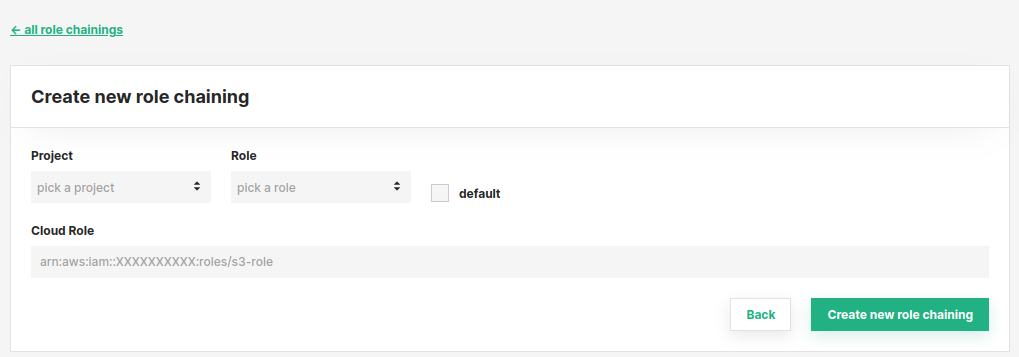 ← all role chainings
Create new role chaining
Project
Role
pick a project
pick a role
default
Cloud Role
arn:aws:iam::XXXXXXXXXX:roles/s3-role
Back
Create new role chaining